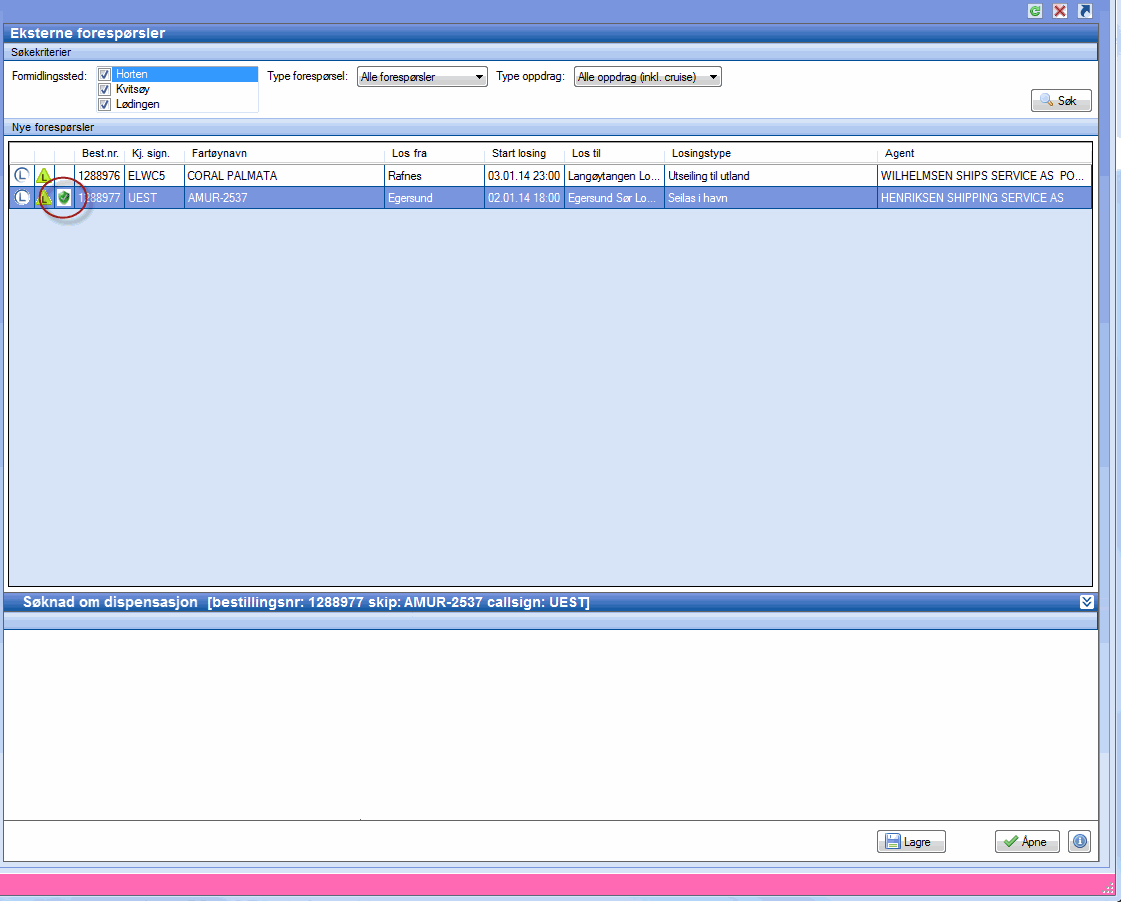 Eksterne forespørsler
Søkekriterier
Formidlingssted: Horten Type forespørsel: Alle forespørsler Type oppdrag: Alle oppdrag (inkl. cruise)
Kvitsøy
Lødingen
Søk
Nye forespørsler
Best.nr. Kj. sign. Fartøynavn Los fra Start losing Los til Losingstype Agent
L L 1288976 ELWC5 CORAL PALMATA Rafnes 03.01.14 23:00 Langøytangen Lo... Utseiling til utland WILHELMSEN SHIPS SERVICE AS PO...
L L 1288977 UEST AMUR-2537 Egersund 02.01.14 18:00 Egersund Sør Lo... Seilas i havn HENRIKSEN SHIPPING SERVICE AS
Søknad om dispensasjon [bestillingsnr: 1288977 skip: AMUR-2537 callsign: UEST]
Lagre Åpne